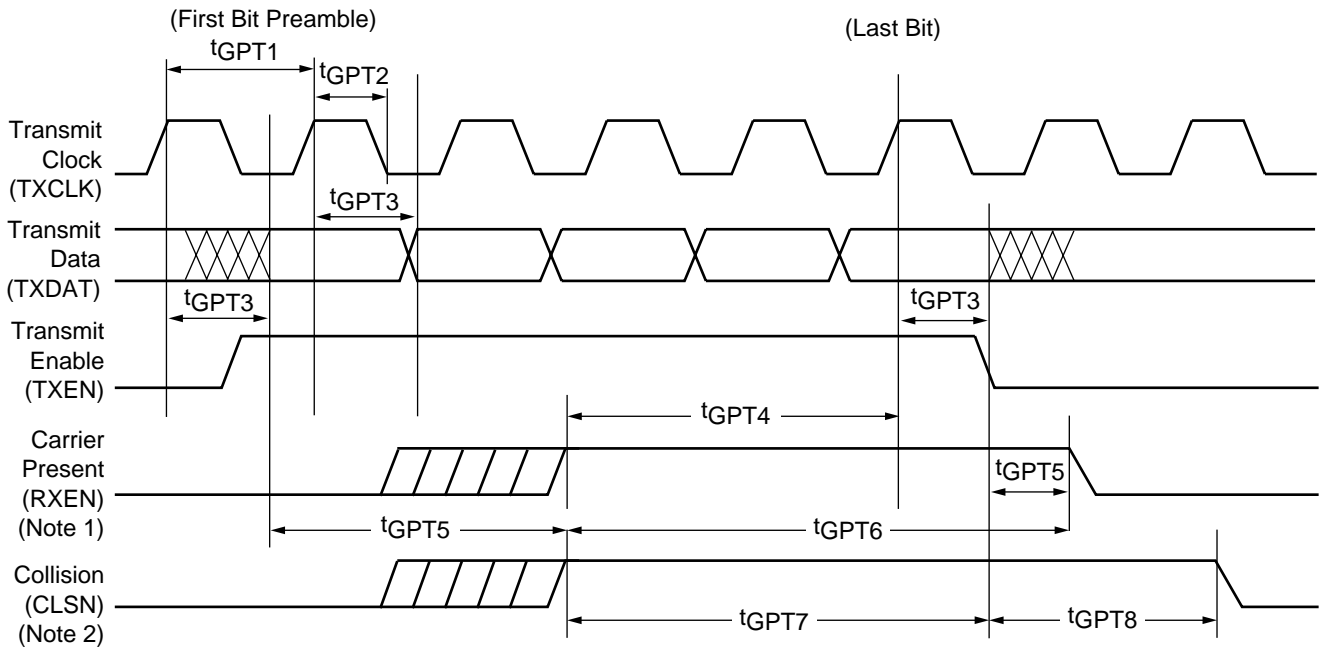 (First Bit Preamble)
(Last Bit)
tGPT1
tGPT2
Transmit
Clock
(TXCLK)
tGPT3
Transmit
Data
(TXDAT)
tGPT3
tGPT3
Transmit
Enable
(TXEN)
tGPT4
Carrier
Present
(RXEN)
(Note 1)
tGPT5
tGPT5
tGPT6
Collision
(CLSN)
(Note 2)
tGPT7
tGPT8